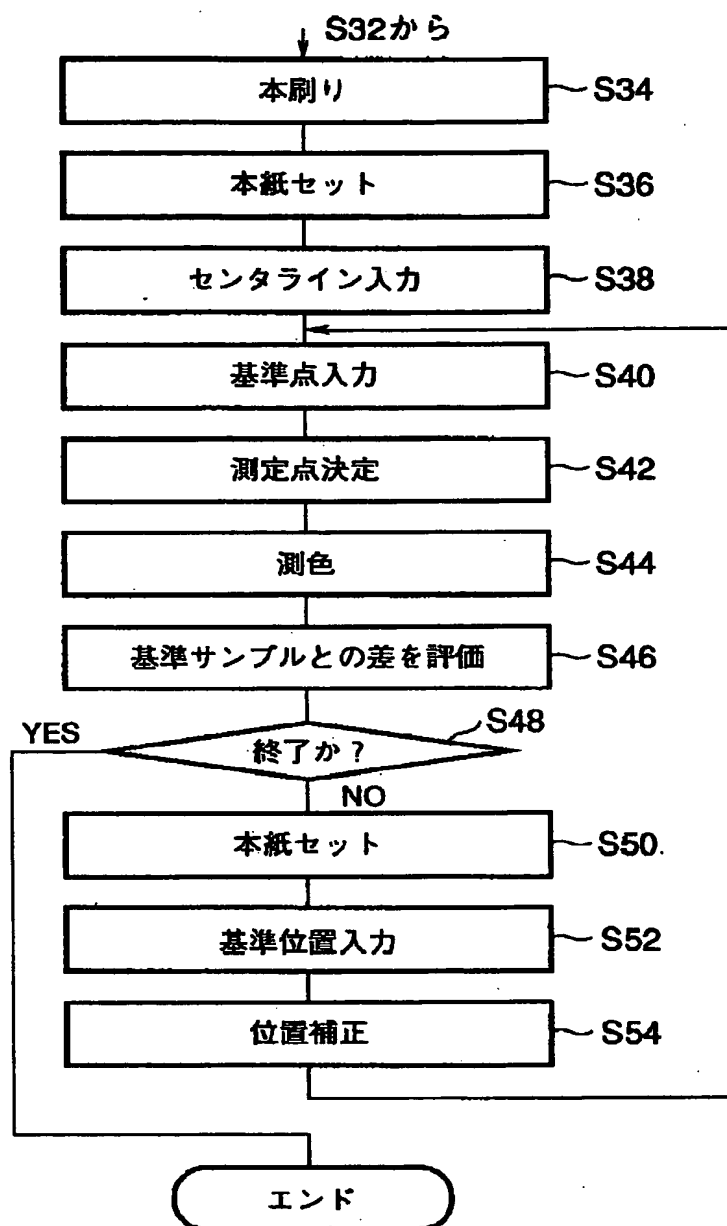 S32から
本刷り S34
本紙セット S36
センタライン入力 S38
基準点入力 S40
測定点決定 S42
測色 S44
基準サンプルとの差を評価 S46
YES 終了か? S48
NO
本紙セット S50
基準位置入力 S52
位置補正 S54
エンド